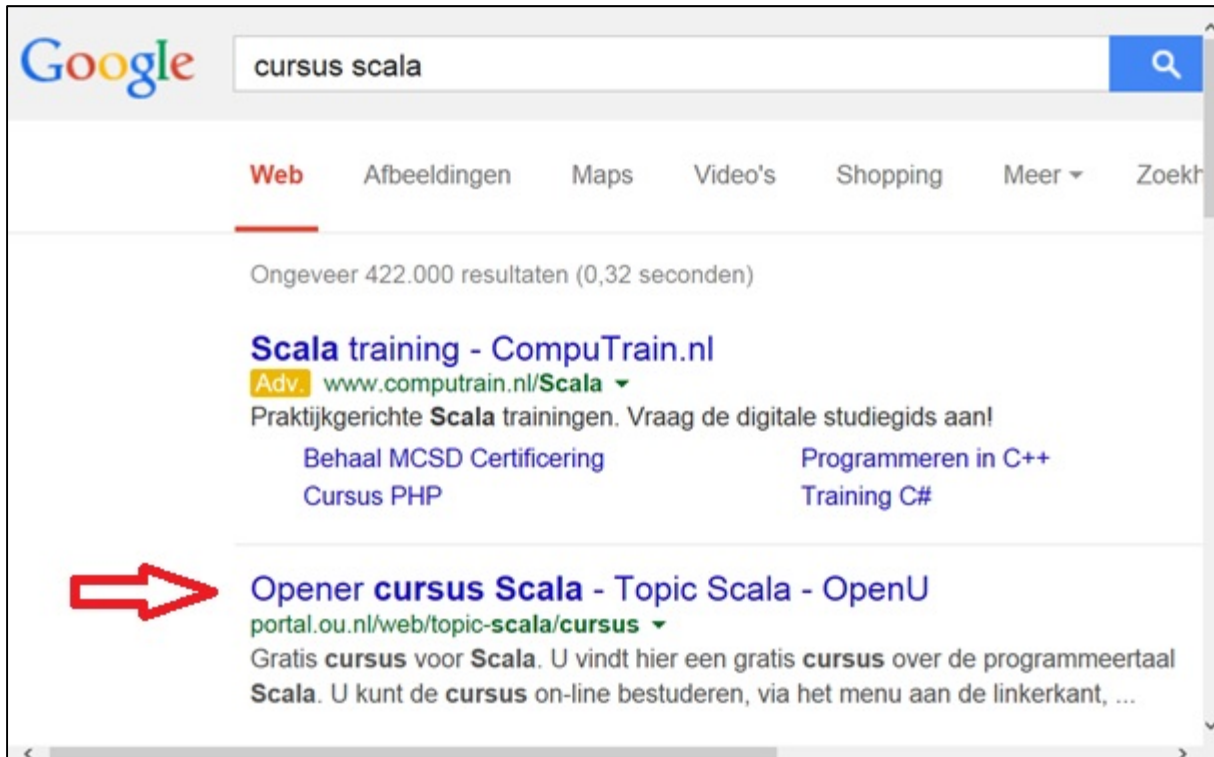 Google cursus scala
Web Afbeeldingen Maps Video's Shopping Meer Zoekh
Ongeveer 422.000 resultaten (0,32 seconden)
Scala training - CompuTrain.nl
Adv. www.computrain.nl/Scala
Praktijkgerichte Scala trainingen. Vraag de digitale studiegids aan!
Behaal MCSD Certificering Programmeren in C++
Cursus PHP Training C#
Opener cursus Scala - Topic Scala - OpenU
portal.ou.nl/web/topic-scala/cursus
Gratis cursus voor Scala. U vindt hier een gratis cursus over de programmeertaal
Scala. U kunt de cursus on-line bestuderen, via het menu aan de linkerkant, ...